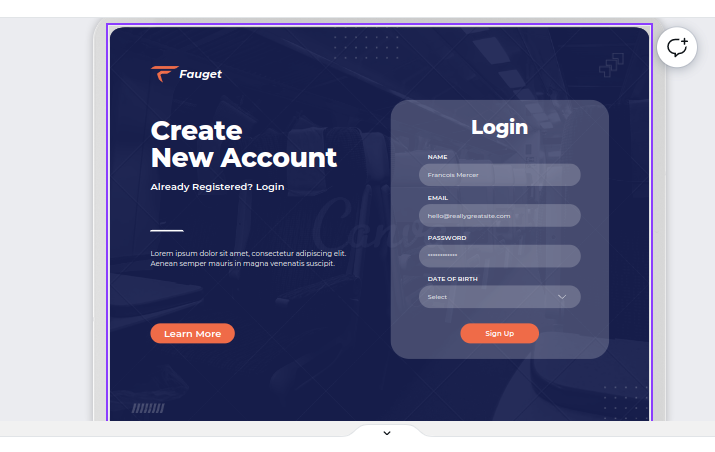 Fauget
Create
New Account
Already Registered? Login
Lorem ipsum dolor sit amet, consectetur adipiscing elit.
Aenean semper mauris in magna venenatis suscipit.
Learn More
Login
NAME
Francois Mercer
EMAIL
hello@reallygreatsite.com
PASSWORD
************
DATE OF BIRTH
Select
Sign Up
Canva